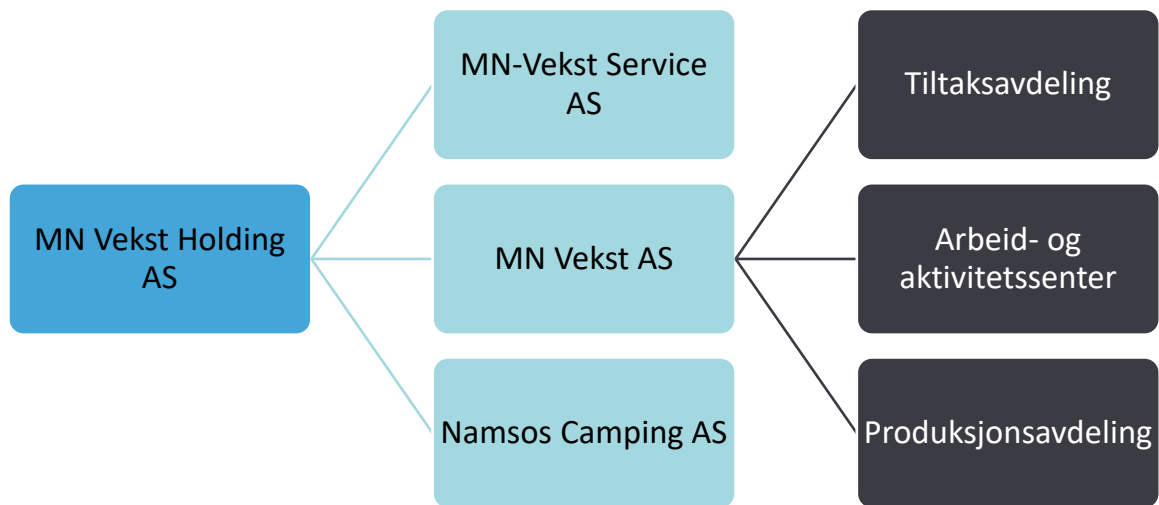 MN Vekst Holding
AS
MN-Vekst Service
AS
MN Vekst AS
Namsos Camping AS
Tiltaksavdeling
Arbeid- og
aktivitetssenter
Produksjonsavdeling